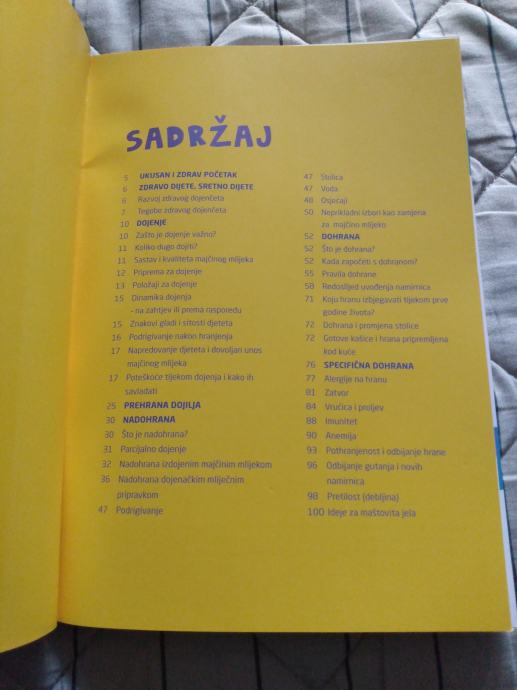 SADRŽAJ
5 UKUSAN I ZDRAV POČETAK
6 ZDRAVO DIJETE, SRETNO DIJETE
6 Razvoj zdravog dojenčeta
7 Tegobe zdravog dojenčeta
10 DOJENJE
10 Zašto je dojenje važno?
11 Koliko dugo dojiti?
11 Sastav i kvaliteta majčinog mlijeka
12 Priprema za dojenje
13 Položaji za dojenje
15 Dinamika dojenja
- na zahtjev ili prema rasporedu
15 Znakovi gladi i sitosti djeteta
16 Podrigivanje nakon hranjenja
17 Napredovanje djeteta i dovoljan unos
majčinog mlijeka
17 Poteškoće tijekom dojenja i kako ih
savladati
25 PREHRANA DOJILJA
30 NADOHRANA
30 Što je nadohrana?
31 Parcijalno dojenje
32 Nadohrana izdojenim majčinim mlijekom
36 Nadohrana dojenačkim mliječnim
pripravkom
47 Podrigivanje
47 Stolica
47 Voda
48 Osjećaji
50 Neprikladni izbori kao zamjena
za majčino mlijeko
52 DOHRANA
52 Što je dohrana?
52 Kada započeti s dohranom?
55 Pravila dohrane
58 Redoslijed uvođenja namirnica
71 Koju hranu izbjegavati tijekom prve
godine života?
72 Dohrana i promjena stolice
72 Gotove kašice i hrana pripremljena
kod kuće
76 SPECIFIČNA DOHRANA
77 Alergije na hranu
81 Zatvor
84 Vrućica i proljev
88 Imunitet
90 Anemija
93 Pothranjenost i odbijanje hrane
96 Odbijanje gutanja i novih
namirnica
98 Pretilost (debljina)
100 Ideje za maštovita jela